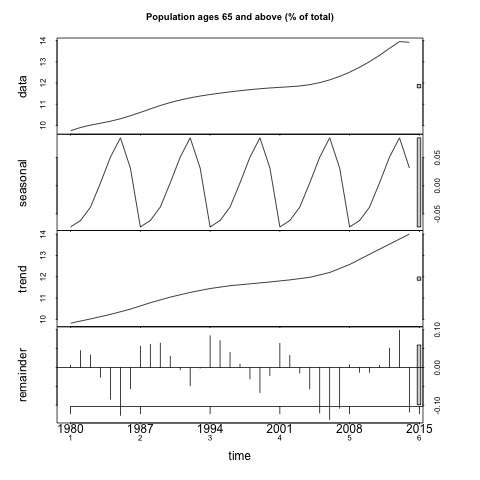 Population ages 65 and above (% of total)
data
10 11 12 13 14
seasonal
-0.05 0.00 0.05
trend
10 11 12 13 14
remainder
-0.10 0.00 0.10
1980 1987 1994 2001 2008 2015
1 2 3 4 5 6
time